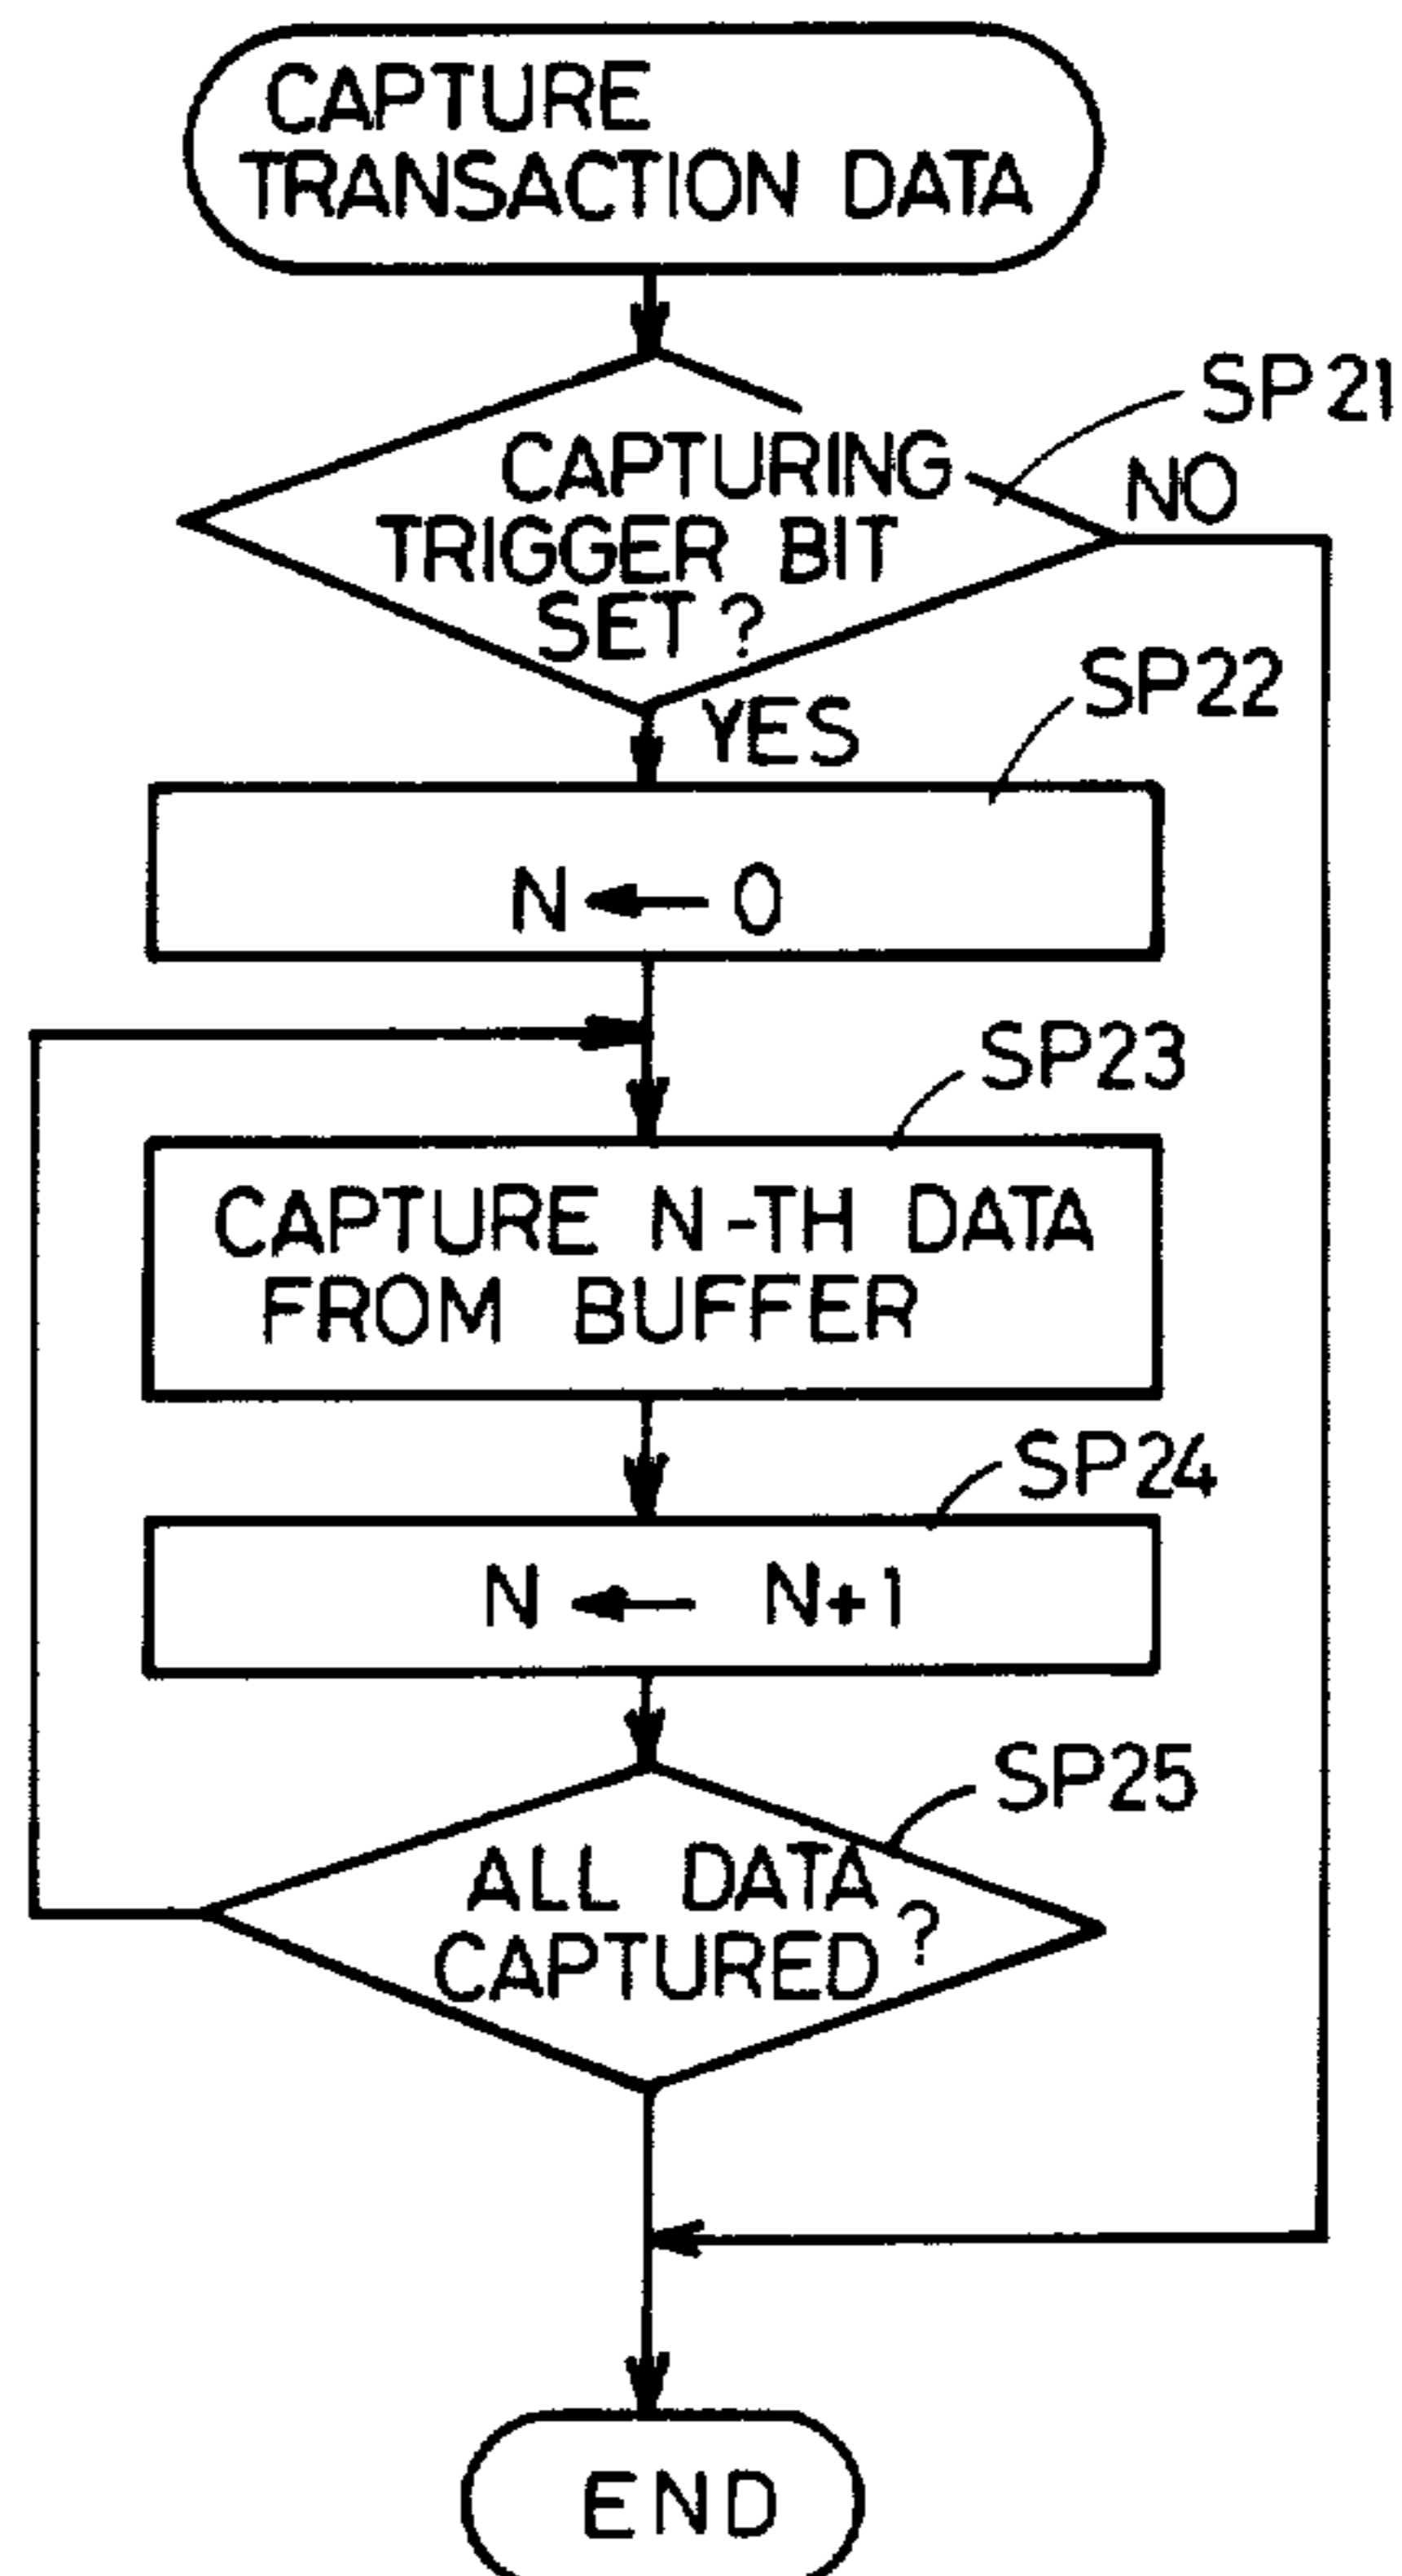 CAPTURE
TRANSACTION DATA
SP21
CAPTURING
TRIGGER BIT
SET?
NO
YES
SP22
N ← 0
SP23
CAPTURE N-TH DATA
FROM BUFFER
SP24
N ← N+1
SP25
ALL DATA
CAPTURED?
END